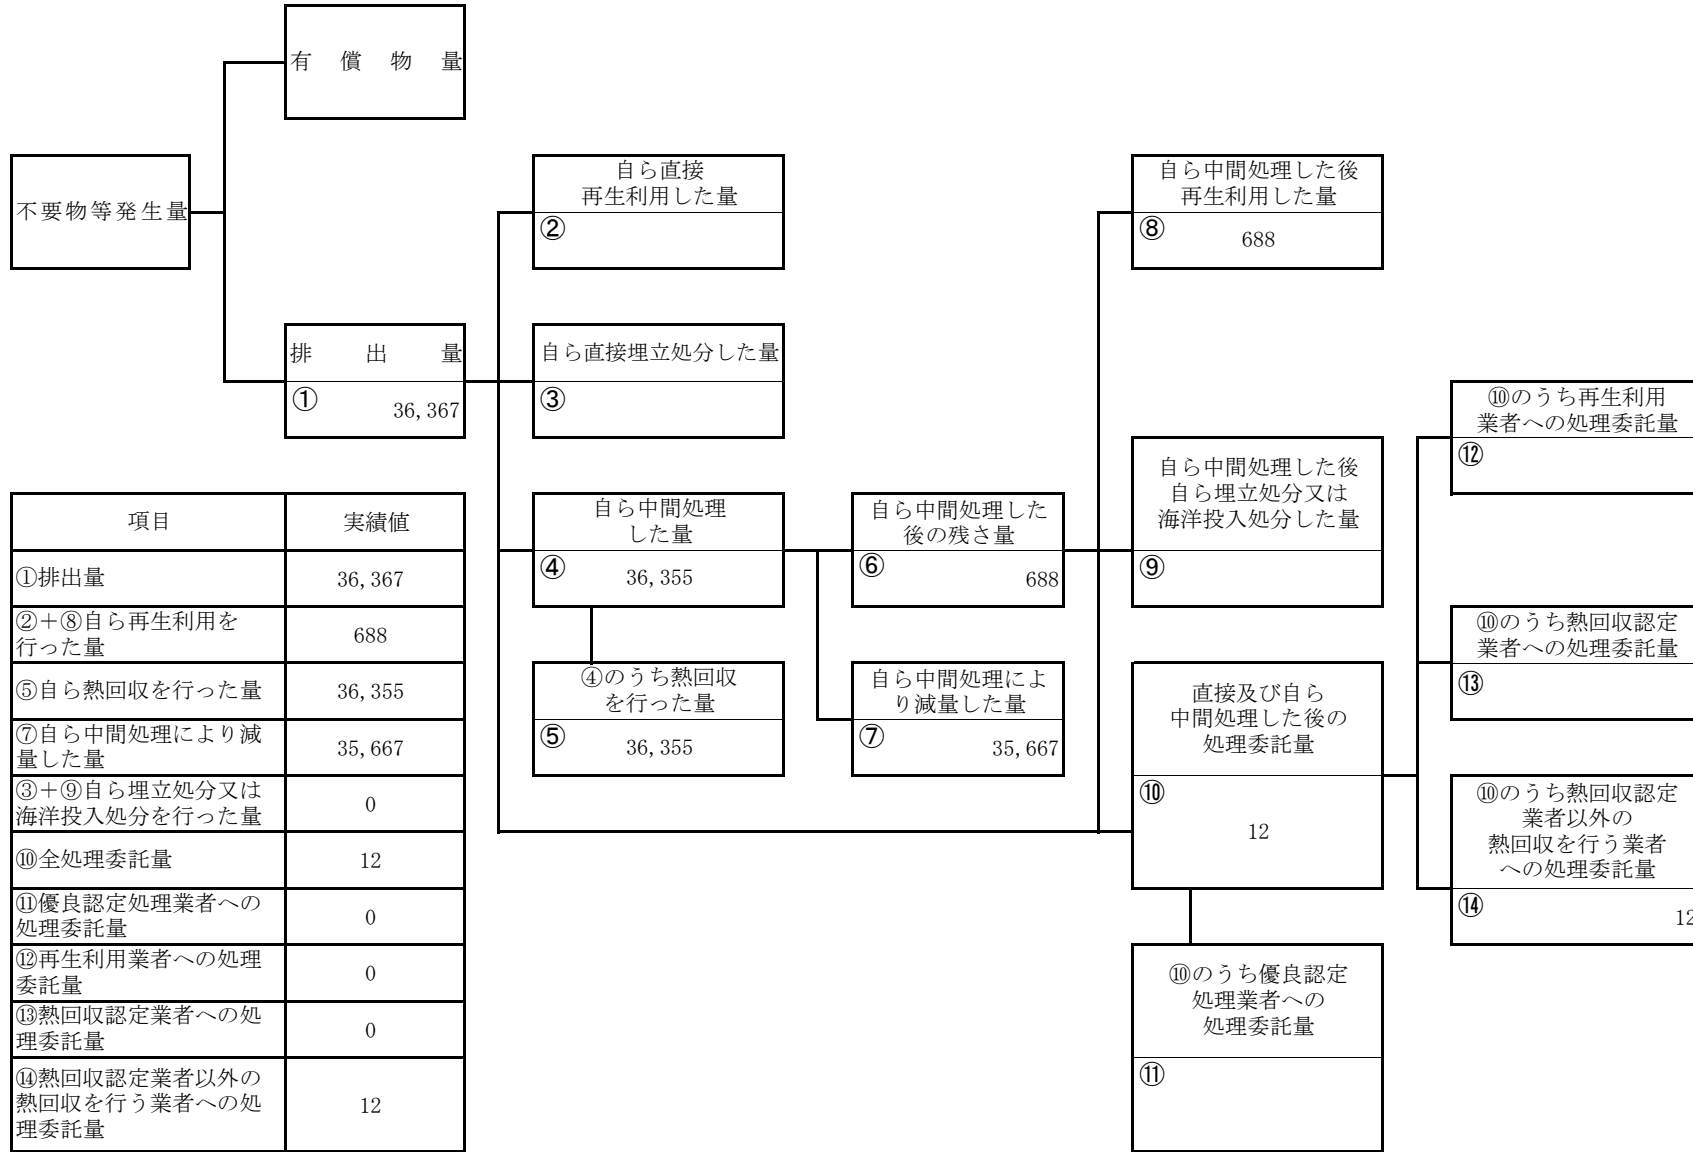 有償物量
不要物等発生量
排出量
①
36,367
自ら直接
再生利用した量
②
自ら直接埋立処分した量
③
自ら中間処理
した量
④
36,355
④のうち熱回収
を行った量
⑤
36,355
自ら中間処理した
後の残さ量
⑥
688
自ら中間処理によ
り減量した量
⑦
35,667
自ら中間処理した後
再生利用した量
⑧
688
自ら中間処理した後
自ら埋立処分又は
海洋投入処分した量
⑨
直接及び自ら
中間処理した後の
処理委託量
⑩
12
⑩のうち優良認定
処理業者への
処理委託量
⑪
⑩のうち再生利用
業者への処理委託量
⑫
⑩のうち熱回収認定
業者への処理委託量
⑬
⑩のうち熱回収認定
業者以外の
熱回収を行う業者
への処理委託量
⑭
12
項目
実績値
①排出量
36,367
②+⑧自ら再生利用を
行った量
688
⑤自ら熱回収を行った量
36,355
⑦自ら中間処理により減
量した量
35,667
③+⑨自ら埋立処分又は
海洋投入処分を行った量
0
⑩全処理委託量
12
⑪優良認定処理業者への
処理委託量
0
⑫再生利用業者への処理
委託量
0
⑬熱回収認定業者への処
理委託量
0
⑭熱回収認定業者以外の
熱回収を行う業者への処
理委託量
12